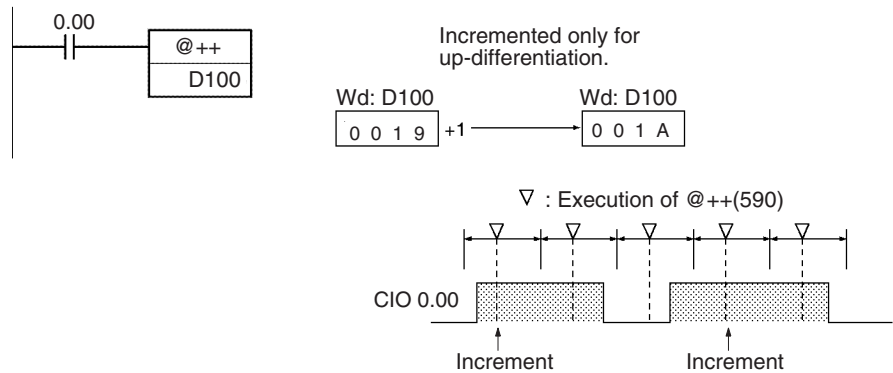 0.00
@++
D100
Incremented only for
up-differentiation.
Wd: D100
0 0 1 9
+1
Wd: D100
0 0 1 A
▽ : Execution of @++(590)
CIO 0.00
Increment
Increment